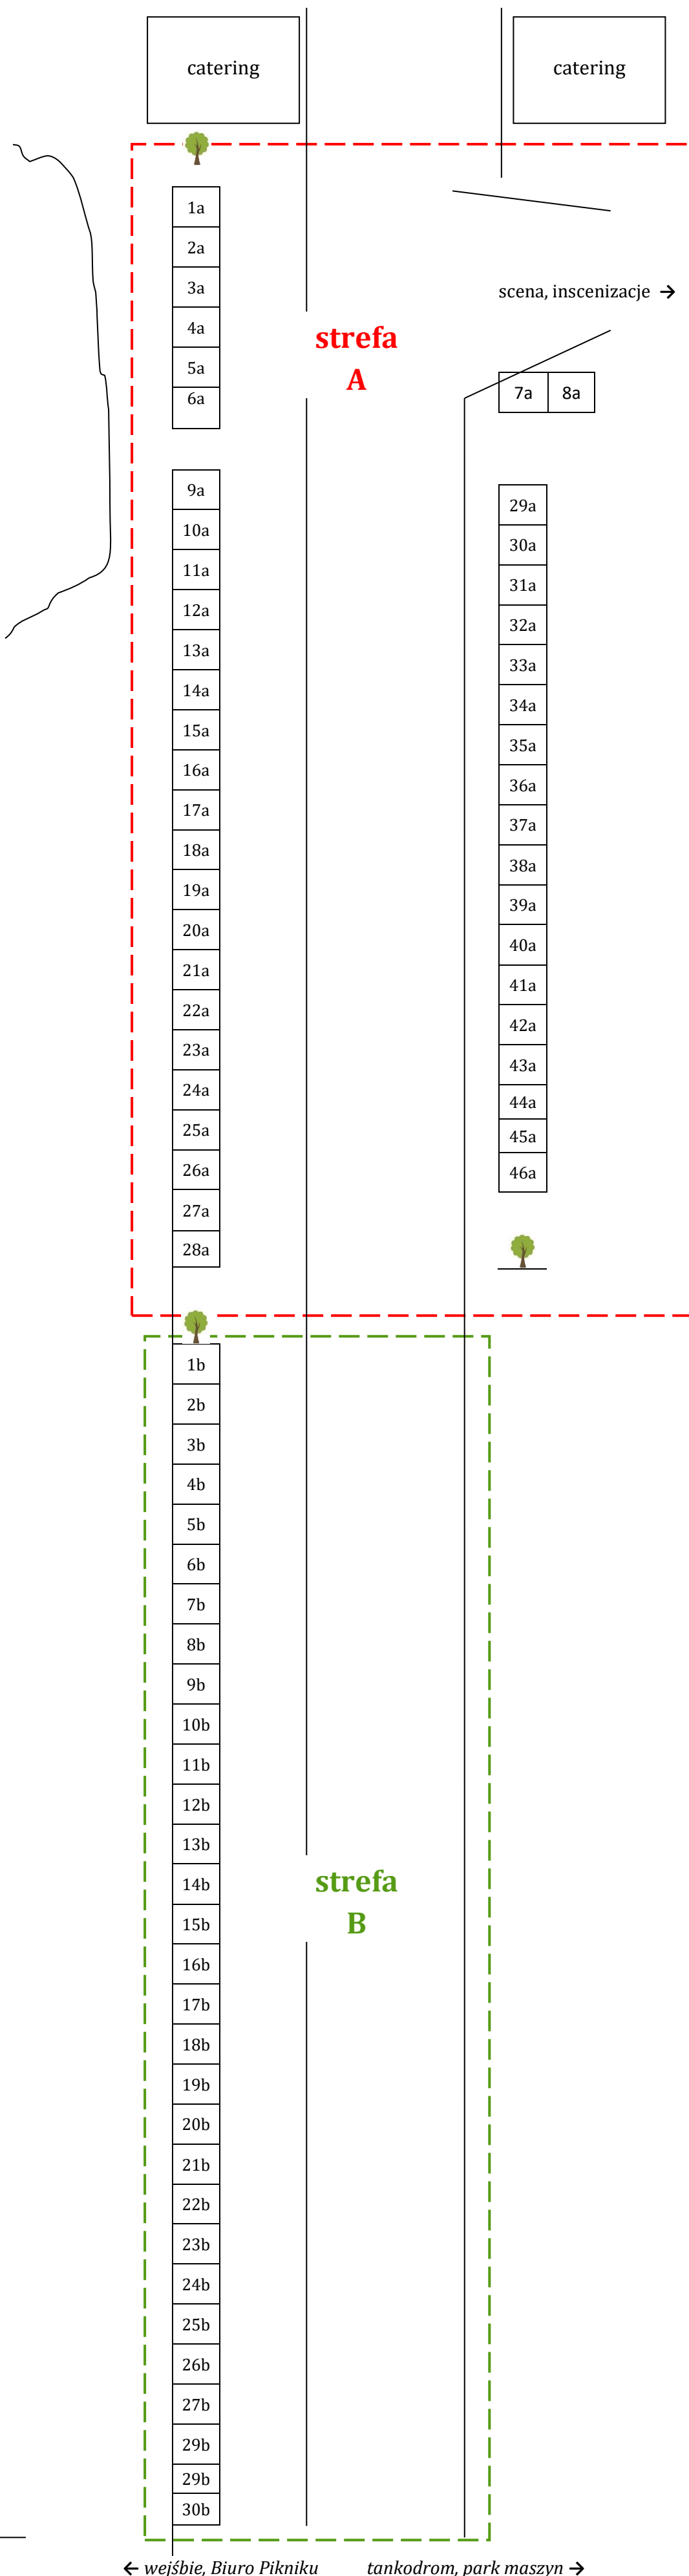 catering
catering
1a
2a
3a
4a
5a
6a
scena, inscenizacje →
strefa
A
7a 8a
9a
10a
11a
12a
13a
14a
15a
16a
17a
18a
19a
20a
21a
22a
23a
24a
25a
26a
27a
28a
29a
30a
31a
32a
33a
34a
35a
36a
37a
38a
39a
40a
41a
42a
43a
44a
45a
46a
1b
2b
3b
4b
5b
6b
7b
8b
9b
10b
11b
12b
13b
14b
15b
16b
17b
18b
19b
20b
21b
22b
23b
24b
25b
26b
27b
29b
29b
30b
strefa
B
← wejśbie, Biuro Pikniku
tankodrom, park maszyn →